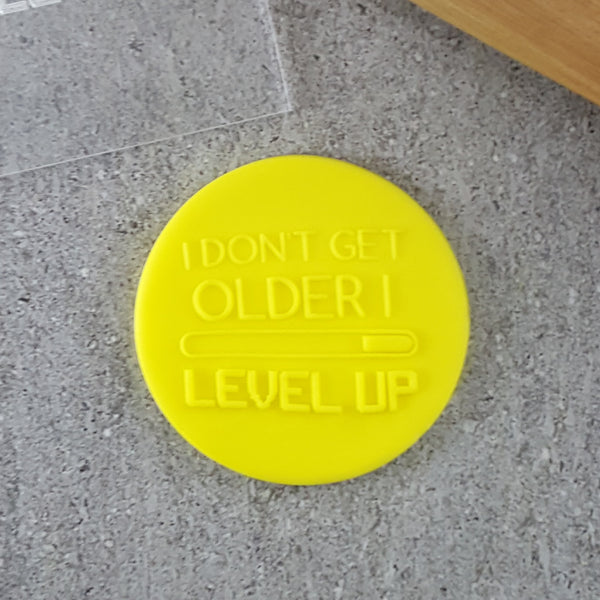 I DON'T GET
OLDER I
LEVEL UP